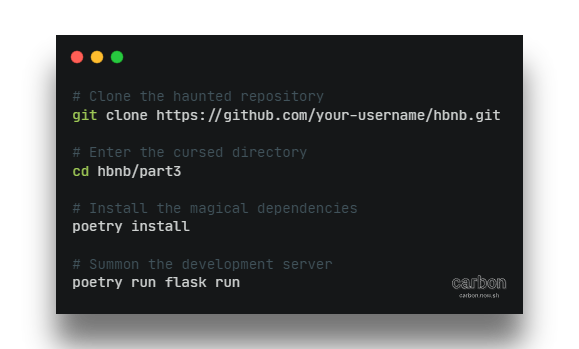 # Clone the haunted repository
git clone https://github.com/your-username/hbnb.git
# Enter the cursed directory
cd hbnb/part3
# Install the magical dependencies
poetry install
# Summon the development server
poetry run flask run
carbon
carbon.now.sh